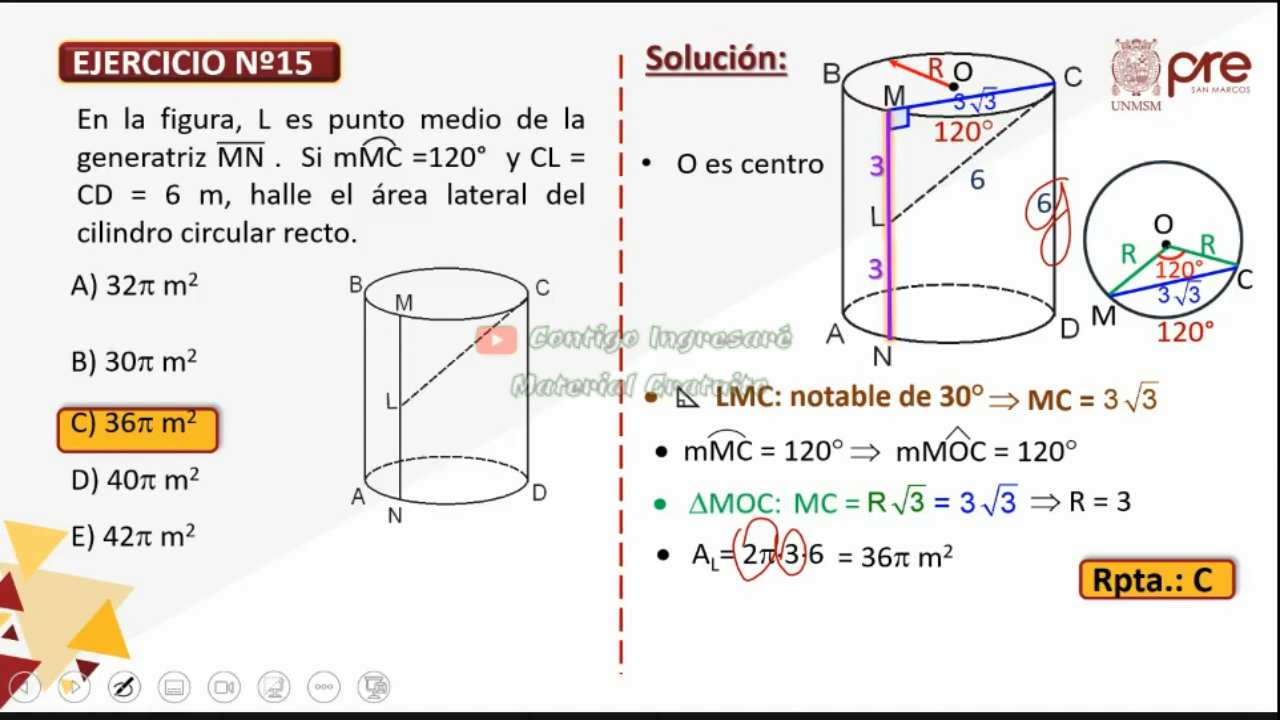 EJERCICIO Nº15
En la figura, L es punto medio de la
generatriz MN . Si mMC =120° y CL =
CD = 6 m, halle el área lateral del
cilindro circular recto.
A) 32π m²
B) 30π m²
C) 36π m²
D) 40π m²
E) 42π m²
B
M
C
L
A
N
D
Solución:
• O es centro
B
R
O
C
M
3√3
120°
3
6
L
6
3
A
N
D
O
R
R
120°
3√3
M
C
120°
UNMSM
pre
SAN MARCOS
Contigo Ingresaré
Material Gratuito
• LMC: notable de 30° ⇒ MC = 3√3
• mMC = 120° ⇒ mMOC = 120°
• ΔMOC: MC = R√3 = 3√3 ⇒ R = 3
• A_L= 2π·3·6 = 36π m²
Rpta.: C